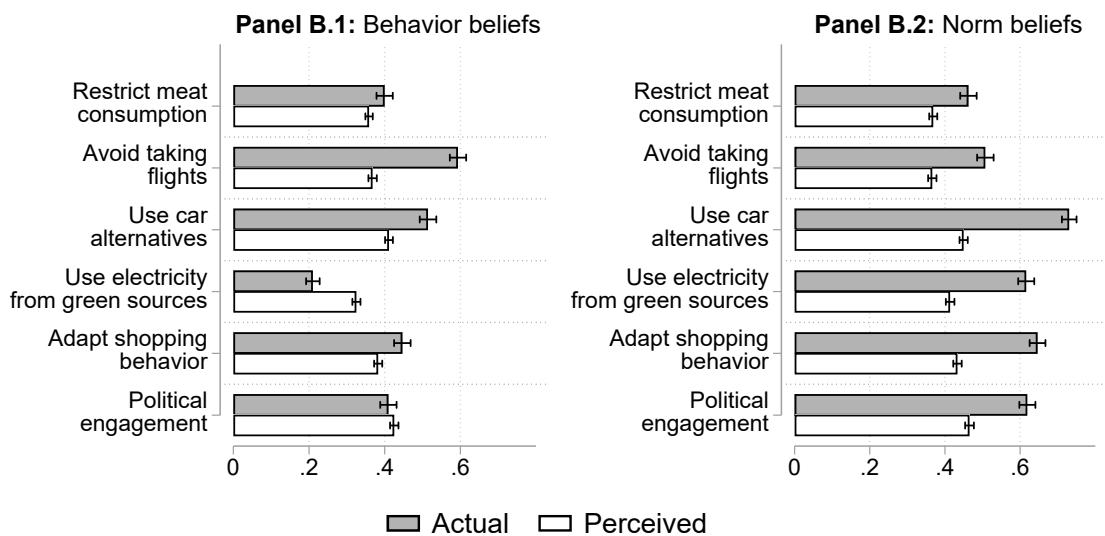 Panel B.1: Behavior beliefs
Restrict meat
consumption
Avoid taking
flights
Use car
alternatives
Use electricity
from green sources
Adapt shopping
behavior
Political
engagement
0 .2 .4 .6
Panel B.2: Norm beliefs
Restrict meat
consumption
Avoid taking
flights
Use car
alternatives
Use electricity
from green sources
Adapt shopping
behavior
Political
engagement
0 .2 .4 .6
Actual Perceived